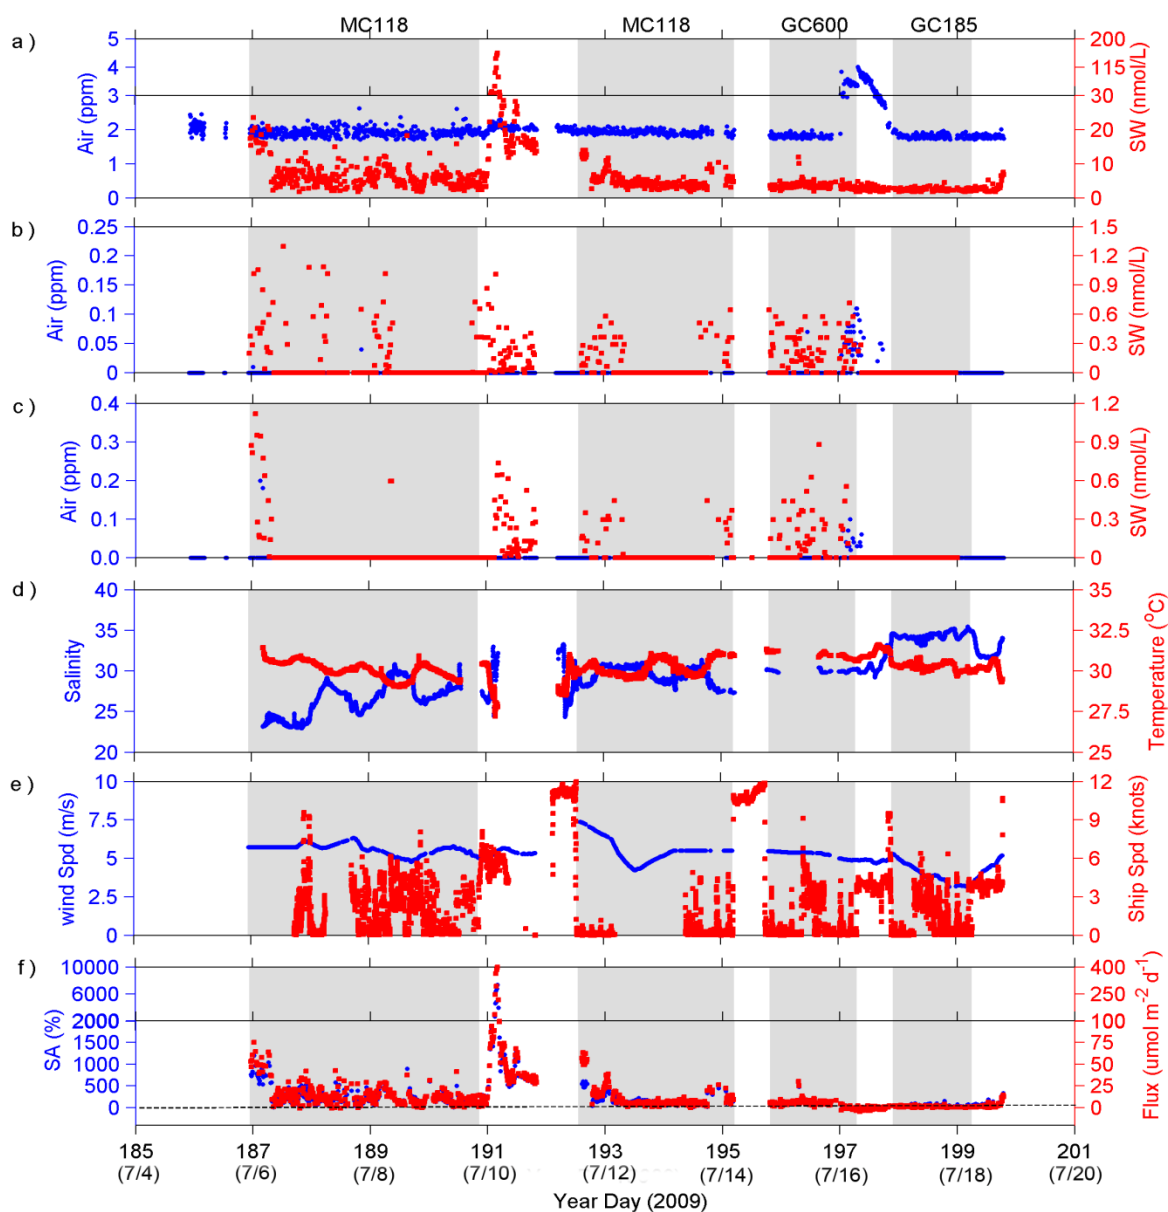 MC118 MC118 GC600 GC185
a )
5 4 3 2 1 0
Air (ppm)
200 115 30 20 10 0
SW (nmol/L)
b )
0.25 0.2 0.15 0.1 0.05 0
Air (ppm)
1.5 1.2 0.9 0.6 0.3 0
SW (nmol/L)
c )
0.4 0.3 0.2 0.1 0.0
Air (ppm)
1.2 0.9 0.6 0.3 0
SW (nmol/L)
d )
40 35 30 25 20
Salinity
35 32.5 30 27.5 25
Temperature (°C)
e )
10 7.5 5 2.5 0
wind Spd (m/s)
12 9 6 3 0
Ship Spd (knots)
f )
10000 6000 2000 1500 1000 500 0
SA (%)
400 250 100 75 50 25 0
Flux (umol m⁻² d⁻¹)
185 187 189 191 193 195 197 199 201
(7/4) (7/6) (7/8) (7/10) (7/12) (7/14) (7/16) (7/18) (7/20)
Year Day (2009)